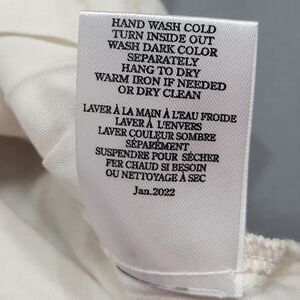 HAND WASH COLD
TURN INSIDE OUT
WASH DARK COLOR
SEPARATELY
HANG TO DRY
WARM IRON IF NEEDED
OR DRY CLEAN
LAVER À LA MAIN À L'EAU FROIDE
LAVER À L'ENVERS
LAVER COULEUR SOMBRE
SÉPARÉMENT
SUSPENDRE POUR SÉCHER
FER CHAUD SI BESOIN
OU NETTOYAGE À SEC
Jan.2022